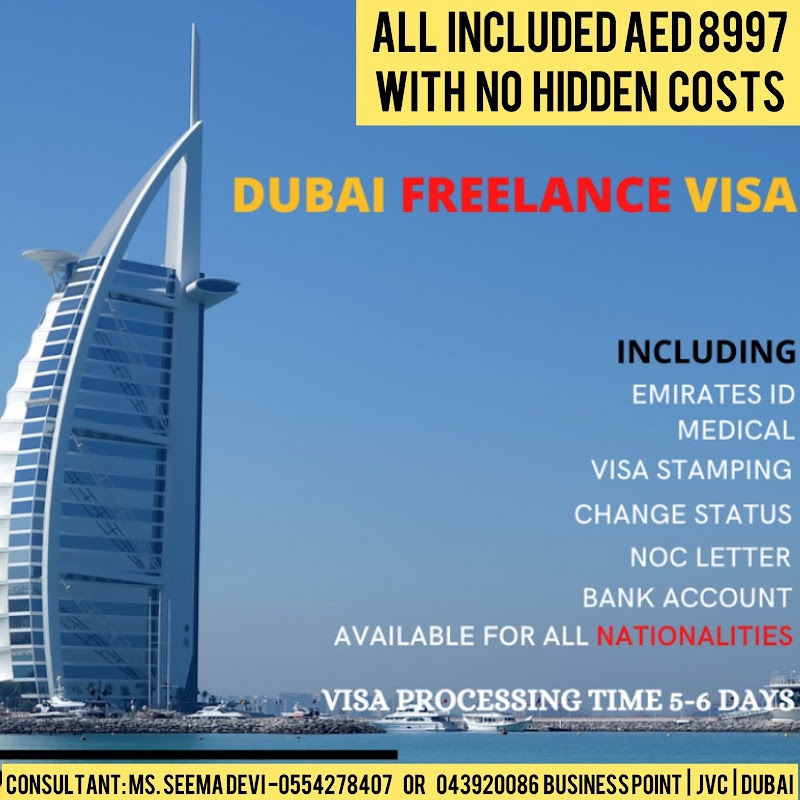 ALL INCLUDED AED 8997
WITH NO HIDDEN COSTS
DUBAI FREELANCE VISA
INCLUDING
EMIRATES ID
MEDICAL
VISA STAMPING
CHANGE STATUS
NOC LETTER
BANK ACCOUNT
AVAILABLE FOR ALL NATIONALITIES
VISA PROCESSING TIME 5-6 DAYS
CONSULTANT: MS. SEEMA DEVI -0554278407 OR 043920086 BUSINESS POINT | JVC | DUBAI